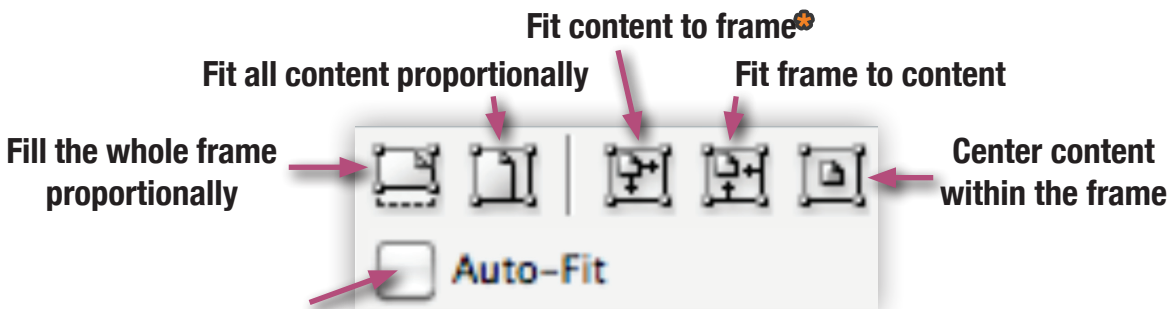 Fit content to frame*
Fit all content proportionally
Fit frame to content
Fill the whole frame
proportionally
Center content
within the frame
Auto-Fit